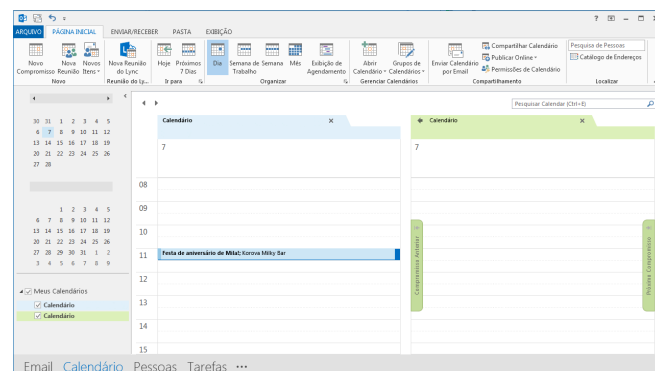 ARQUIVO PÁGINA INICIAL ENVIAR/RECEBER PASTA EXIBIÇÃO
Novo Compromisso
Nova Reunião
Novos Itens
Novo
Nova Reunião do Lync
Reunião do Ly...
Hoje
Próximos 7 Dias
Ir para
Dia
Semana de Trabalho
Semana
Mês
Exibição de Agendamento
Organizar
Abrir Calendário
Grupos de Calendários
Gerenciar Calendários
Enviar Calendário por Email
Compartilhar Calendário
Publicar Online
Permissões de Calendário
Compartilhamento
Pesquisa de Pessoas
Catálogo de Endereços
Localizar
30 31 1 2 3 4 5
6 7 8 9 10 11 12
13 14 15 16 17 18 19
20 21 22 23 24 25 26
27 28
1 2 3 4 5
6 7 8 9 10 11 12
13 14 15 16 17 18 19
20 21 22 23 24 25 26
27 28 29 30 31 1 2
3 4 5 6 7 8 9
Meus Calendários
Calendário
Calendário
Pesquisar Calendar (Ctrl+E)
Calendário
Calendário
7
7
08
09
10
11
Festa de aniversário de Mila!; Korova Milky Bar
12
13
14
15
Compromisso Anterior
Próximo Compromisso
Email Calendário Pessoas Tarefas •••